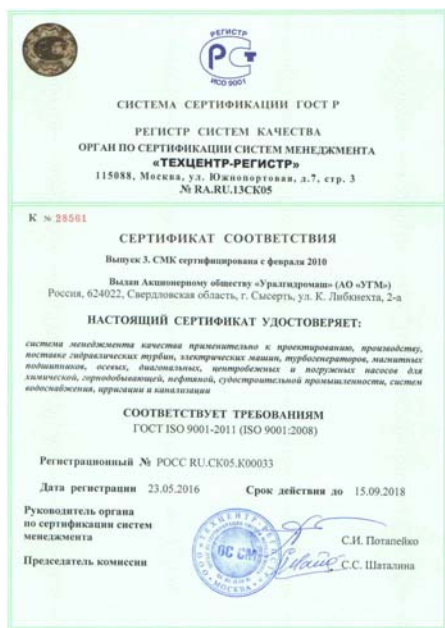 РЕГИСТР
РСТ
ИСО 9001
СИСТЕМА СЕРТИФИКАЦИИ ГОСТ Р
РЕГИСТР СИСТЕМ КАЧЕСТВА
ОРГАН ПО СЕРТИФИКАЦИИ СИСТЕМ МЕНЕДЖМЕНТА
«ТЕХЦЕНТР-РЕГИСТР»
115088, Москва, ул. Южнопортовая, д.7, стр. 3
№ RA.RU.13СК05
К № 28561
СЕРТИФИКАТ СООТВЕТСТВИЯ
Выпуск 3. СМК сертифицирована с февраля 2010
Выдан Акционерному обществу «Уралгидромаш» (АО «УГМ»)
Россия, 624022, Свердловская область, г. Сысерть, ул. К. Либкнехта, 2-а
НАСТОЯЩИЙ СЕРТИФИКАТ УДОСТОВЕРЯЕТ:
система менеджмента качества применительно к проектированию, производству,
поставке гидравлических турбин, электрических машин, турбогенераторов, магнитных
подшипников, осевых, диагональных, центробежных и погружных насосов для
химической, горнодобывающей, нефтяной, судостроительной промышленности, систем
водоснабжения, ирригации и канализации
СООТВЕТСТВУЕТ ТРЕБОВАНИЯМ
ГОСТ ISO 9001-2011 (ISO 9001:2008)
Регистрационный № РОСС RU.СК05.К00033
Дата регистрации 23.05.2016 Срок действия до 15.09.2018
Руководитель органа
по сертификации систем
менеджмента
С.И. Потапейко
Председатель комиссии
С.С. Шаталина
ТЕХЦЕНТР-РЕГИСТР
ОС СМ
МОСКВА